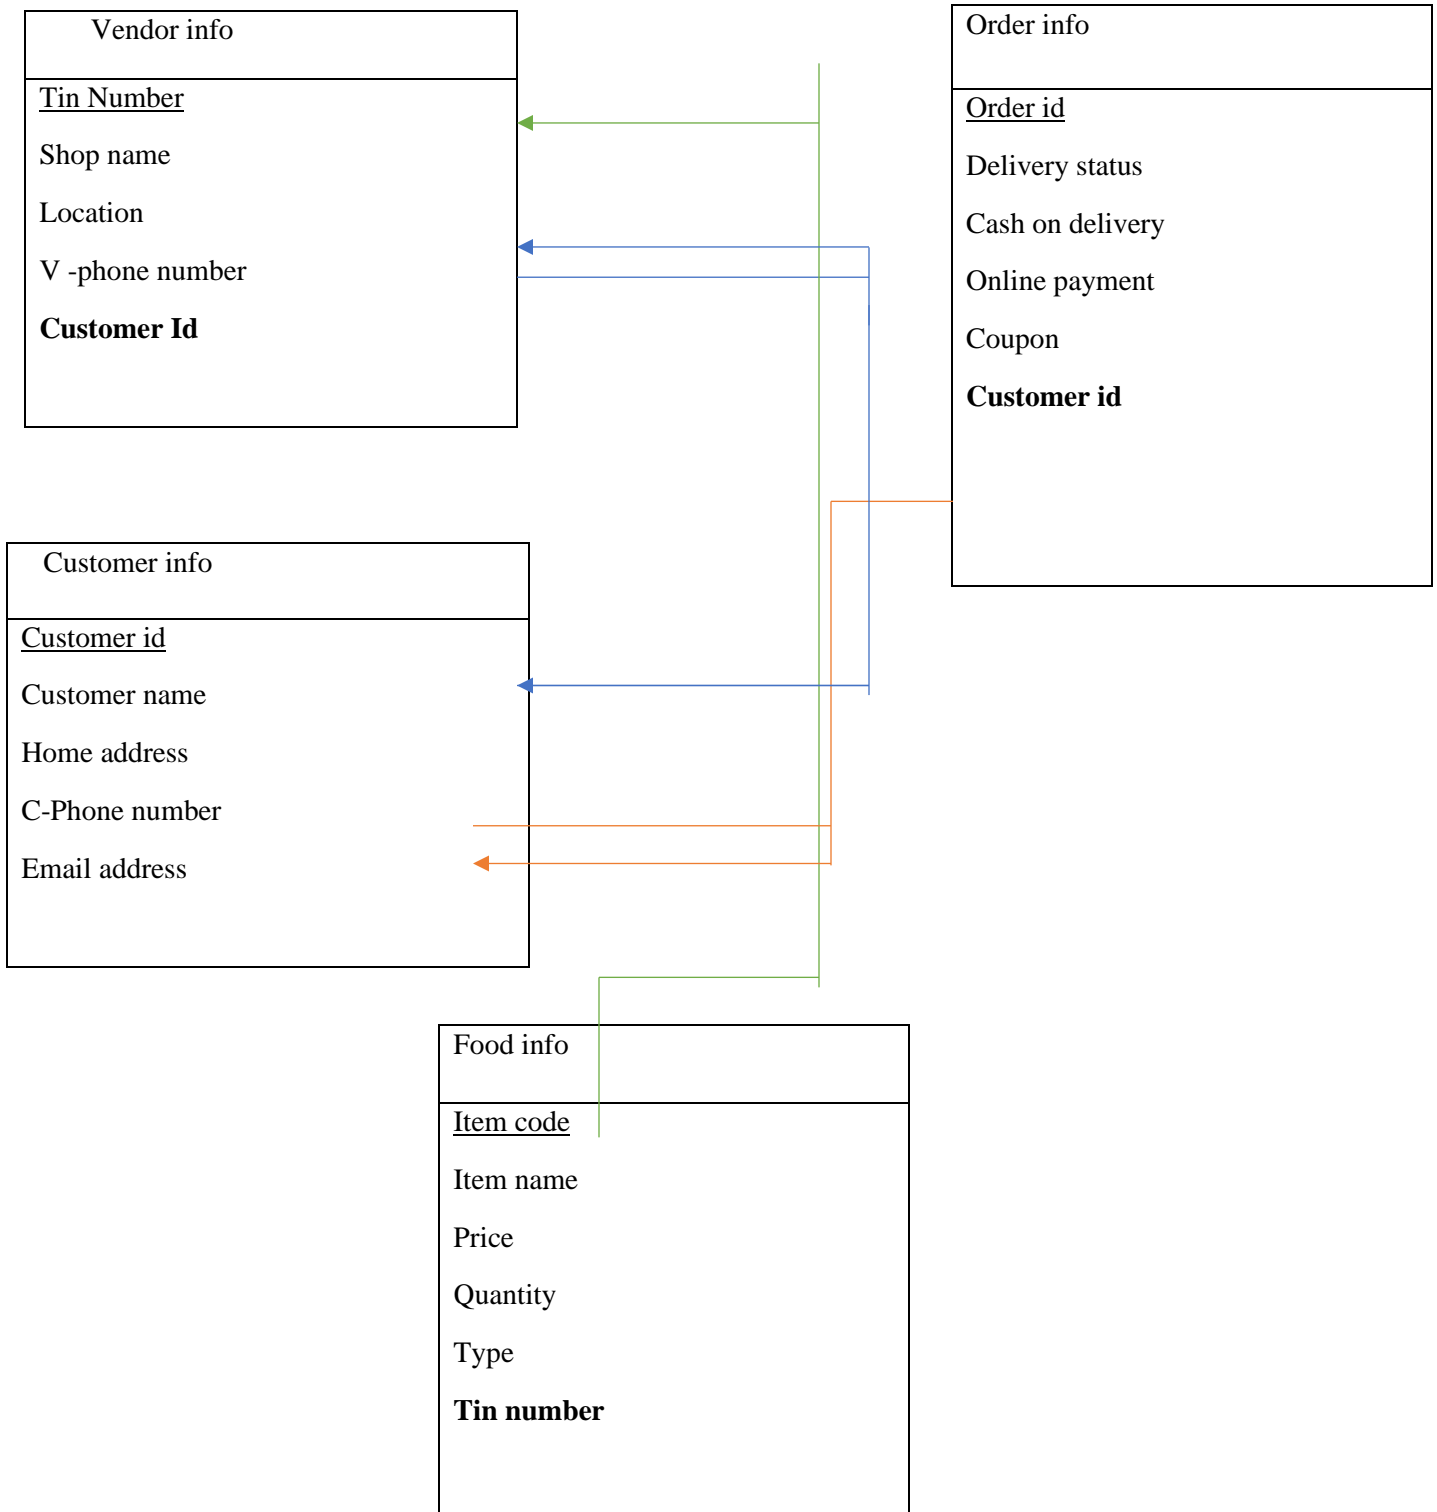 Vendor info
Tin Number
Shop name
Location
V -phone number
Customer Id
Order info
Order id
Delivery status
Cash on delivery
Online payment
Coupon
Customer id
Customer info
Customer id
Customer name
Home address
C-Phone number
Email address
Food info
Item code
Item name
Price
Quantity
Type
Tin number